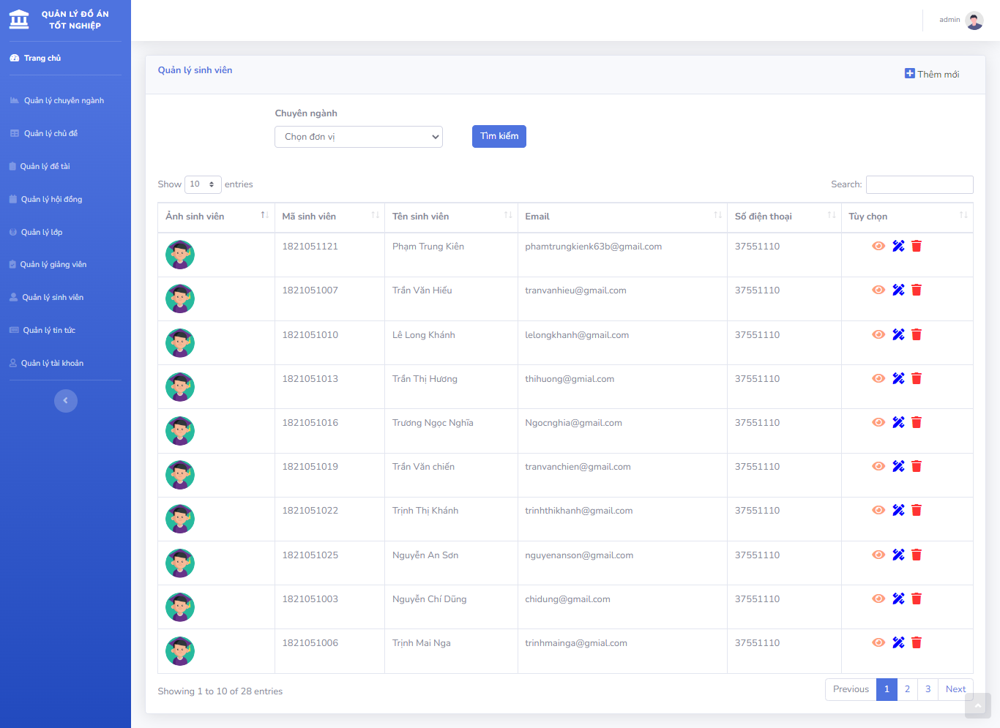 QUẢN LÝ ĐỒ ÁN
TỐT NGHIỆP
admin
Trang chủ
Quản lý chuyên ngành
Quản lý chủ đề
Quản lý đề tài
Quản lý hội đồng
Quản lý lớp
Quản lý giảng viên
Quản lý sinh viên
Quản lý tin tức
Quản lý tài khoản
Quản lý sinh viên
Thêm mới
Chuyên ngành
Chọn đơn vị
Tìm kiếm
Show 10 entries
Search:
Ảnh sinh viên Mã sinh viên Tên sinh viên Email Số điện thoại Tùy chọn
1821051121 Phạm Trung Kiên phamtrungkienk63b@gmail.com 37551110
1821051007 Trần Văn Hiếu tranvanhieu@gmail.com 37551110
1821051010 Lê Long Khánh lelongkhanh@gmail.com 37551110
1821051013 Trần Thị Hương thihuong@gmial.com 37551110
1821051016 Trương Ngọc Nghĩa Ngocnghia@gmail.com 37551110
1821051019 Trần Văn chiến tranvanchien@gmail.com 37551110
1821051022 Trịnh Thị Khánh trinhthikhanh@gmail.com 37551110
1821051025 Nguyễn An Sơn nguyenanson@gmail.com 37551110
1821051003 Nguyễn Chí Dũng chidung@gmail.com 37551110
1821051006 Trịnh Mai Nga trinhmainga@gmial.com 37551110
Showing 1 to 10 of 28 entries
Previous 1 2 3 Next